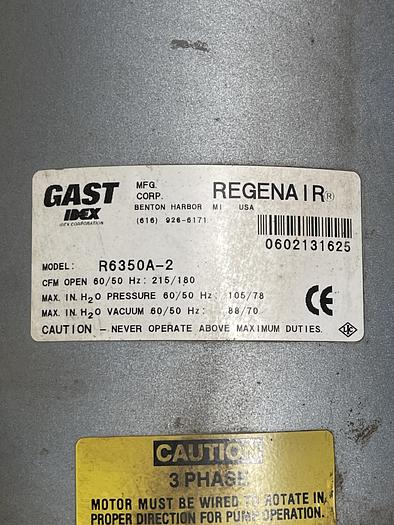 GAST
IDEX
IDEX CORPORATION
MFG.
CORP.
REGENAIR®
BENTON HARBOR MI USA
(616) 926-6171
0602131625
MODEL: R6350A-2
CFM OPEN 60/50 Hz: 215/180
MAX. IN. H₂O PRESSURE 60/50 Hz: 105/78
MAX. IN. H₂O VACUUM 60/50 Hz: 88/70
CE
CAUTION – NEVER OPERATE ABOVE MAXIMUM DUTIES.
CAUTION
3 PHASE
MOTOR MUST BE WIRED TO ROTATE IN
PROPER DIRECTION FOR PUMP OPERATION.